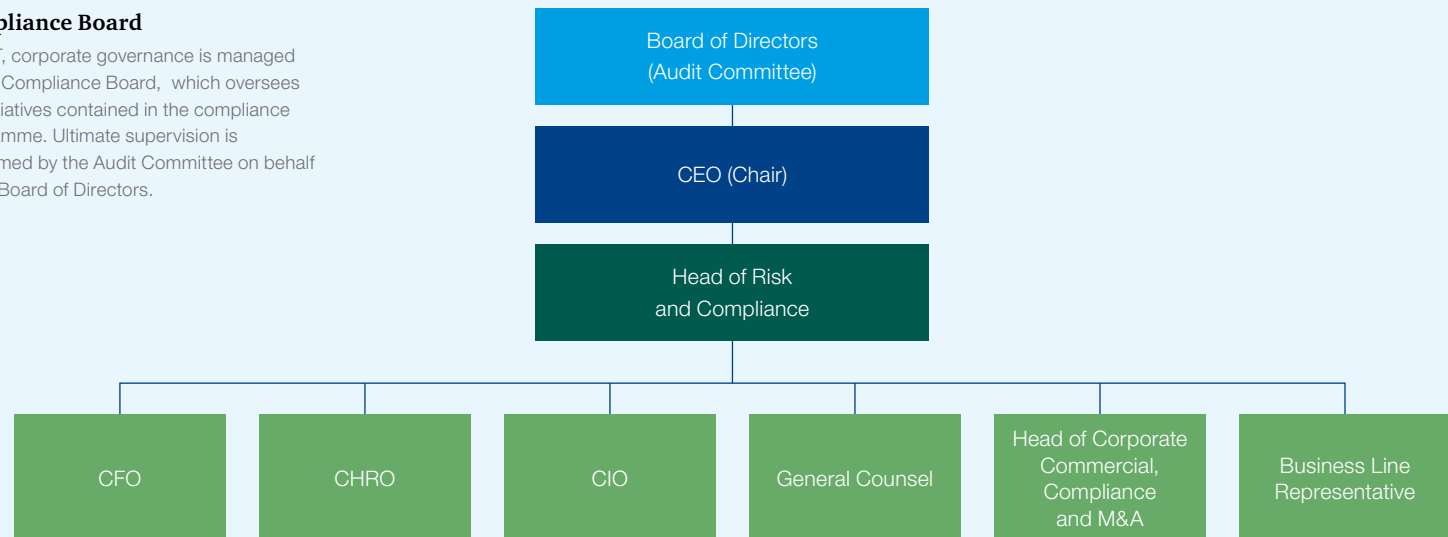 pliance Board
, corporate governance is managed
Compliance Board, which oversees
iatives contained in the compliance
amme. Ultimate supervision is
med by the Audit Committee on behalf
Board of Directors.
Board of Directors
(Audit Committee)
CEO (Chair)
Head of Risk
and Compliance
CFO
CHRO
CIO
General Counsel
Head of Corporate
Commercial,
Compliance
and M&A
Business Line
Representative